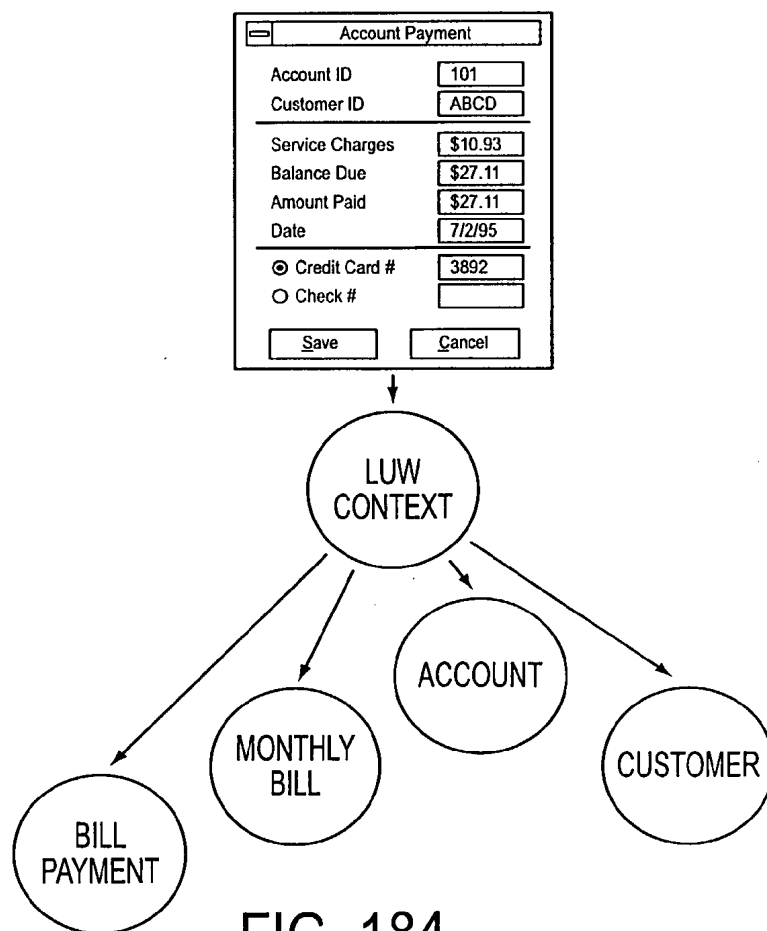 Account Payment
Account ID 101
Customer ID ABCD
Service Charges $10.93
Balance Due $27.11
Amount Paid $27.11
Date 7/2/95
Credit Card # 3892
Check #
Save Cancel
LUW
CONTEXT
ACCOUNT
MONTHLY
BILL
CUSTOMER
BILL
PAYMENT
FIG. 184